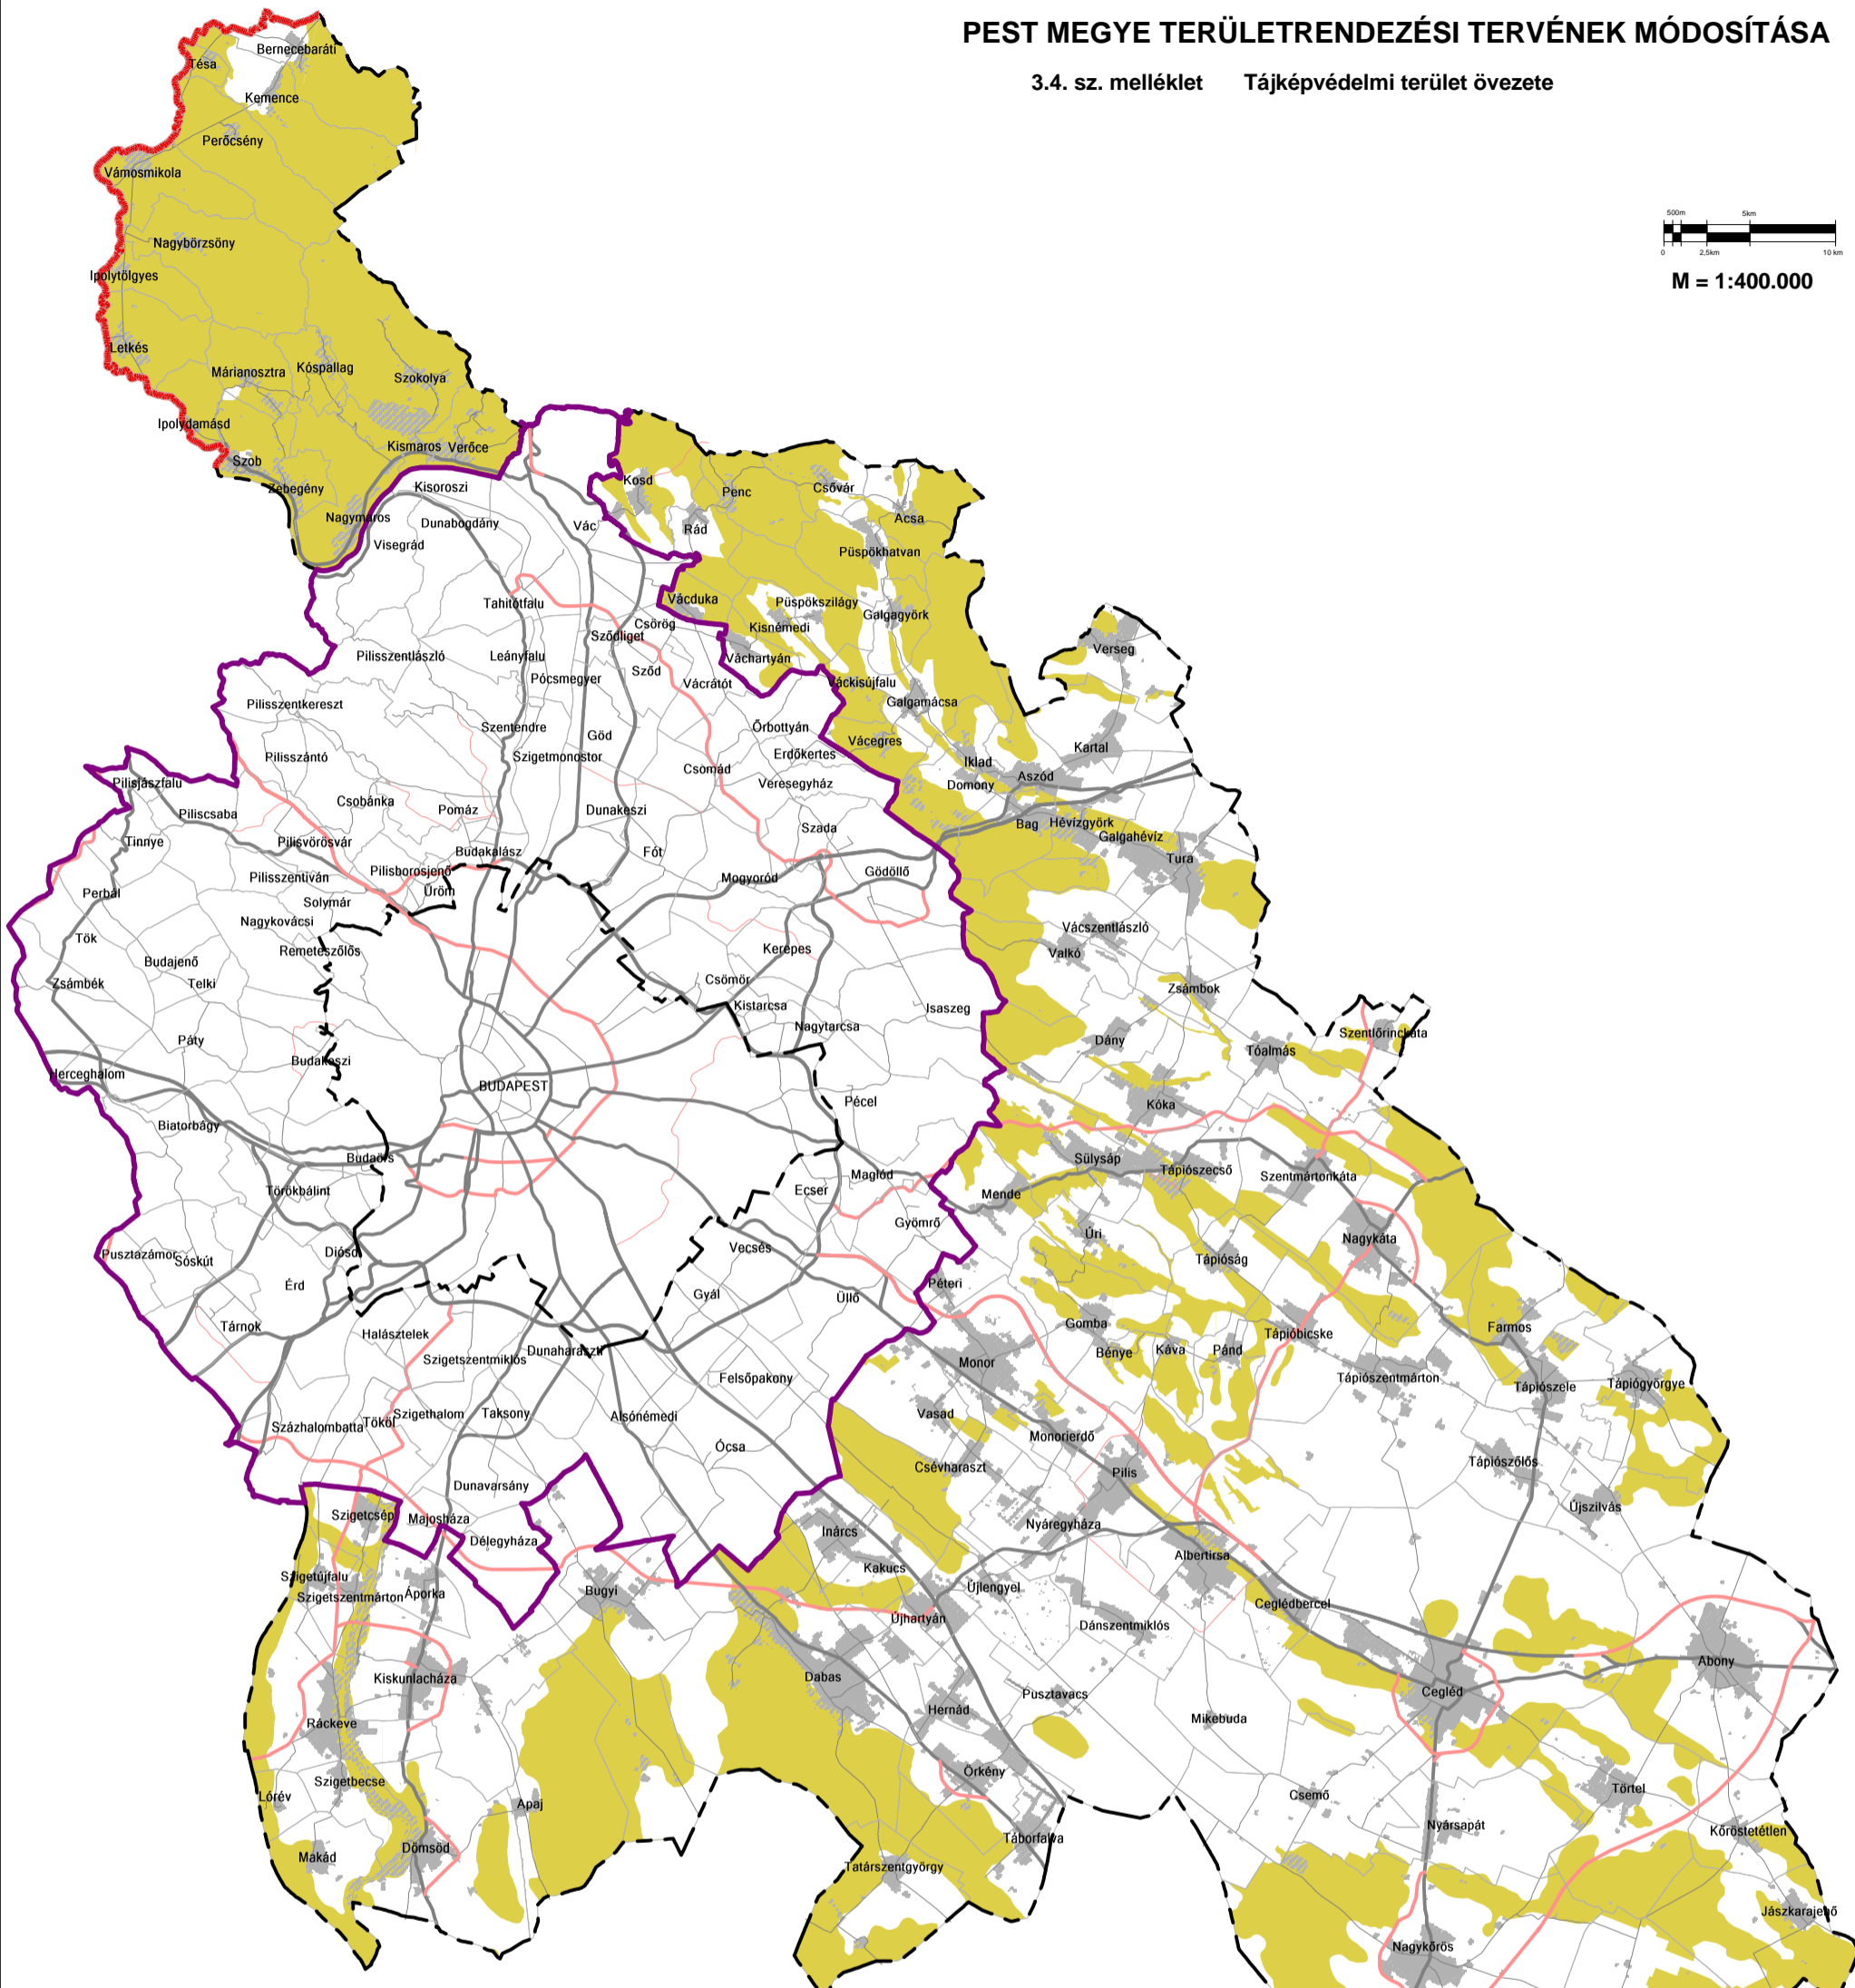 PEST MEGYE TERÜLETRENDEZÉSI TERVÉNEK MÓDOSÍTÁSA
3.4. sz. melléklet Tájképvédelmi terület övezete
500m 5km
0 2,5km 10 km
M = 1:400.000
Bernecebaráti
Tésa
Kemence
Perőcsény
Vámosmikola
Nagybörzsöny
Ipolytölgyes
Letkés
Márianosztra
Kóspallag
Szokolya
Ipolydamásd
Kismaros
Verőce
Szob
Zebegény
Nagymaros
Kisoroszi
Dunabogdány
Visegrád
Vác
Kosd
Penc
Csővár
Rád
Acsa
Püspökhatvan
Tahitótfalu
Vácduka
Püspökszilágy
Galgagyörk
Csörög
Kisnémedi
Sződliget
Verseg
Pilisszentlászló
Leányfalu
Váchartyán
Sződ
Pócsmegyer
Vácrátót
Váckisújfalu
Galgamácsa
Pilisszentkereszt
Szentendre
Őrbottyán
Göd
Vácegres
Kartal
Pilisszántó
Szigetmonostor
Erdőkertes
Iklad
Csomád
Aszód
Pilisjászfalu
Veresegyház
Domony
Csobánka
Pomáz
Dunakeszi
Piliscsaba
Szada
Bag
Hévízgyörk
Galgahévíz
Tinnye
Pilisvörösvár
Budakalász
Fót
Tura
Pilisborosjenő
Mogyoród
Gödöllő
Pilisszentiván
Üröm
Perbál
Solymár
Nagykovácsi
Vácszentlászló
Tök
Remeteszőlős
Kerepes
Valkó
Budajenő
Zsámbék
Telki
Csömör
Zsámbok
Kistarcsa
Isaszeg
Nagytarcsa
Szentlőrinckáta
Páty
Dány
Tóalmás
Budakeszi
Herceghalom
BUDAPEST
Pécel
Kóka
Biatorbágy
Budaörs
Sülysáp
Tápiószecső
Maglód
Szentmártonkáta
Törökbálint
Ecser
Mende
Gyömrő
Úri
Nagykáta
Pusztazámor
Sóskút
Diósd
Vecsés
Tápióság
Érd
Gyál
Üllő
Péteri
Tárnok
Halásztelek
Gomba
Tápióbicske
Farmos
Szigetszentmiklós
Dunaharaszti
Monor
Bénye
Káva
Pánd
Felsőpakony
Tápiószentmárton
Tápiószele
Tápiógyörgye
Százhalombatta
Tököl
Szigethalom
Taksony
Alsónémedi
Vasad
Monorierdő
Ócsa
Csévharaszt
Pilis
Tápiószőlős
Dunavarsány
Újszilvás
Szigetcsép
Majosháza
Délegyháza
Inárcs
Nyáregyháza
Kakucs
Albertirsa
Szigetújfalu
Szigetszentmárton
Áporka
Bugyi
Újlengyel
Újhartyán
Ceglédbercel
Dánszentmiklós
Kiskunlacháza
Dabas
Abony
Cegléd
Pusztavacs
Hernád
Mikebuda
Ráckeve
Szigetbecse
Örkény
Lórév
Apaj
Csemő
Törtel
Nyársapát
Kőröstetétlen
Makád
Dömsöd
Táborfalva
Tatárszentgyörgy
Jászkarajenő
Nagykőrös